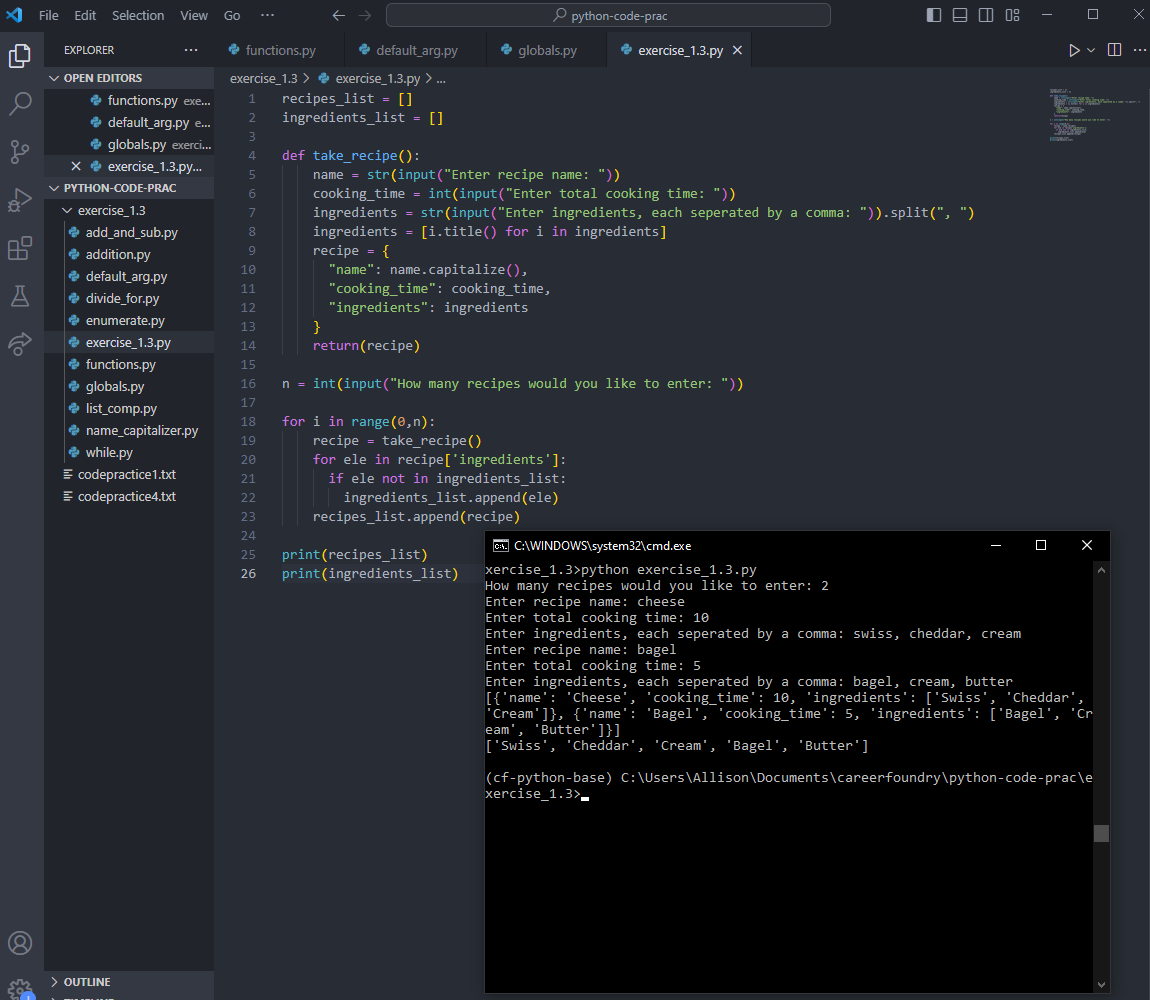 File Edit Selection View Go ··· python-code-prac
EXPLORER ···
functions.py default_arg.py globals.py exercise_1.3.py
OPEN EDITORS
functions.py exe...
default_arg.py e...
globals.py exerci...
exercise_1.3.py...
PYTHON-CODE-PRAC
exercise_1.3
add_and_sub.py
addition.py
default_arg.py
divide_for.py
enumerate.py
exercise_1.3.py
functions.py
globals.py
list_comp.py
name_capitalizer.py
while.py
codepractice1.txt
codepractice4.txt
OUTLINE
exercise_1.3 > exercise_1.3.py > ...
1 recipes_list = []
2 ingredients_list = []
3
4 def take_recipe():
5 name = str(input("Enter recipe name: "))
6 cooking_time = int(input("Enter total cooking time: "))
7 ingredients = str(input("Enter ingredients, each seperated by a comma: ")).split(", ")
8 ingredients = [i.title() for i in ingredients]
9 recipe = {
10 "name": name.capitalize(),
11 "cooking_time": cooking_time,
12 "ingredients": ingredients
13 }
14 return(recipe)
15
16 n = int(input("How many recipes would you like to enter: "))
17
18 for i in range(0,n):
19 recipe = take_recipe()
20 for ele in recipe['ingredients']:
21 if ele not in ingredients_list:
22 ingredients_list.append(ele)
23 recipes_list.append(recipe)
24
25 print(recipes_list)
26 print(ingredients_list)
C:\WINDOWS\system32\cmd.exe
xercise_1.3>python exercise_1.3.py
How many recipes would you like to enter: 2
Enter recipe name: cheese
Enter total cooking time: 10
Enter ingredients, each seperated by a comma: swiss, cheddar, cream
Enter recipe name: bagel
Enter total cooking time: 5
Enter ingredients, each seperated by a comma: bagel, cream, butter
[{'name': 'Cheese', 'cooking_time': 10, 'ingredients': ['Swiss', 'Cheddar',
'Cream']}, {'name': 'Bagel', 'cooking_time': 5, 'ingredients': ['Bagel', 'Cr
eam', 'Butter']}]
['Swiss', 'Cheddar', 'Cream', 'Bagel', 'Butter']
(cf-python-base) C:\Users\Allison\Documents\careerfoundry\python-code-prac\e
xercise_1.3>